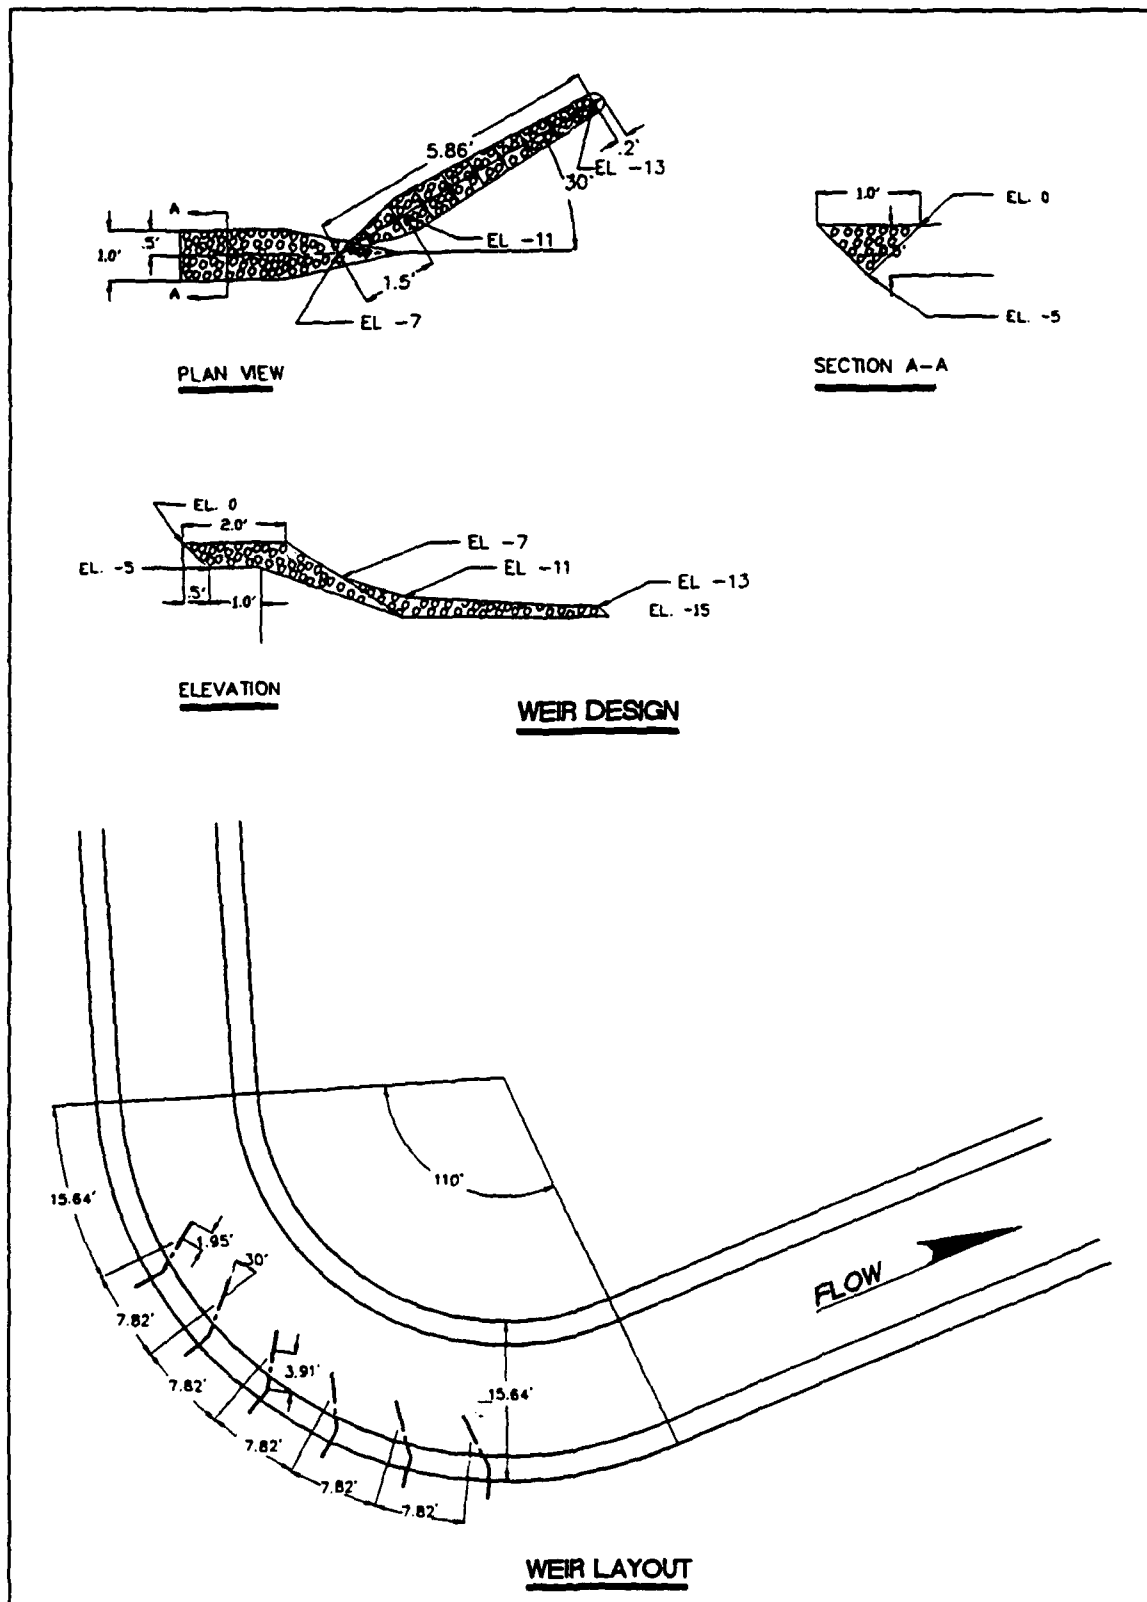 5.86'
.2'
EL -13
30'
A
.5'
1.0'
A
EL -11
1.5'
EL -7
PLAN VIEW
1.0'
EL. 0
EL. -5
SECTION A-A
EL. 0
2.0'
EL -7
EL. -5
EL -11
EL -13
.5'
1.0'
EL. -15
ELEVATION
WEIR DESIGN
110°
15.64'
1.95'
30'
7.82'
FLOW
3.91'
7.82'
15.64'
7.82'
7.82'
7.82'
WEIR LAYOUT